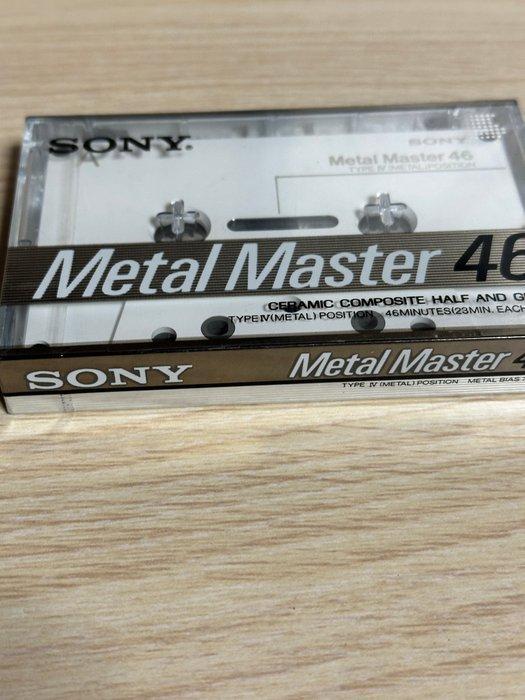 SONY.
SONY
Metal Master 46
TYPE IV (METAL) POSITION
Metal Master 46
CERAMIC COMPOSITE HALF AND
TYPE IV (METAL) POSITION 46MINUTES(23MIN. EACH
SONY
Metal Master
TYPE IV (METAL) POSITION METAL BIAS